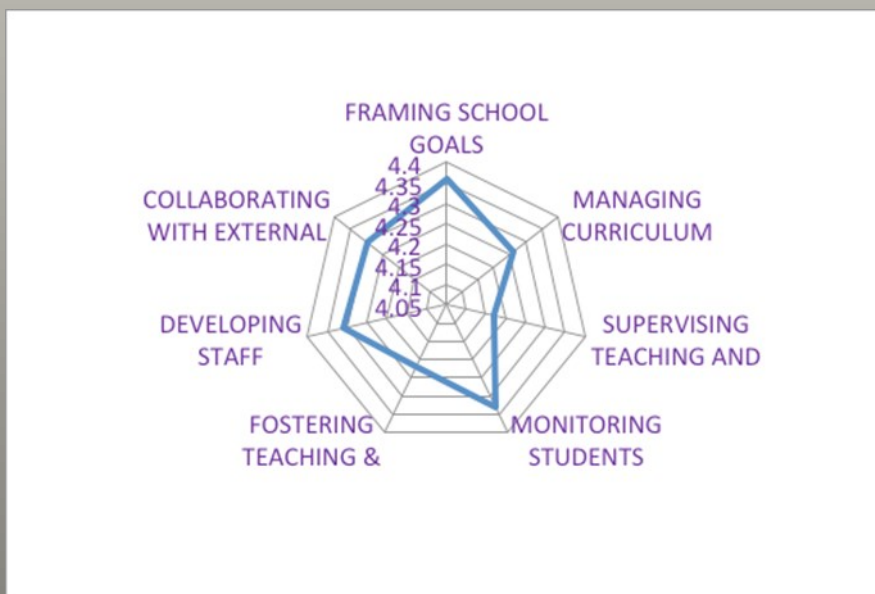 FRAMING SCHOOL
GOALS
4.4
4.35
4.3
4.25
4.2
4.15
4.1
4.05
MANAGING
CURRICULUM
SUPERVISING
TEACHING AND
MONITORING
STUDENTS
FOSTERING
TEACHING &
DEVELOPING
STAFF
COLLABORATING
WITH EXTERNAL